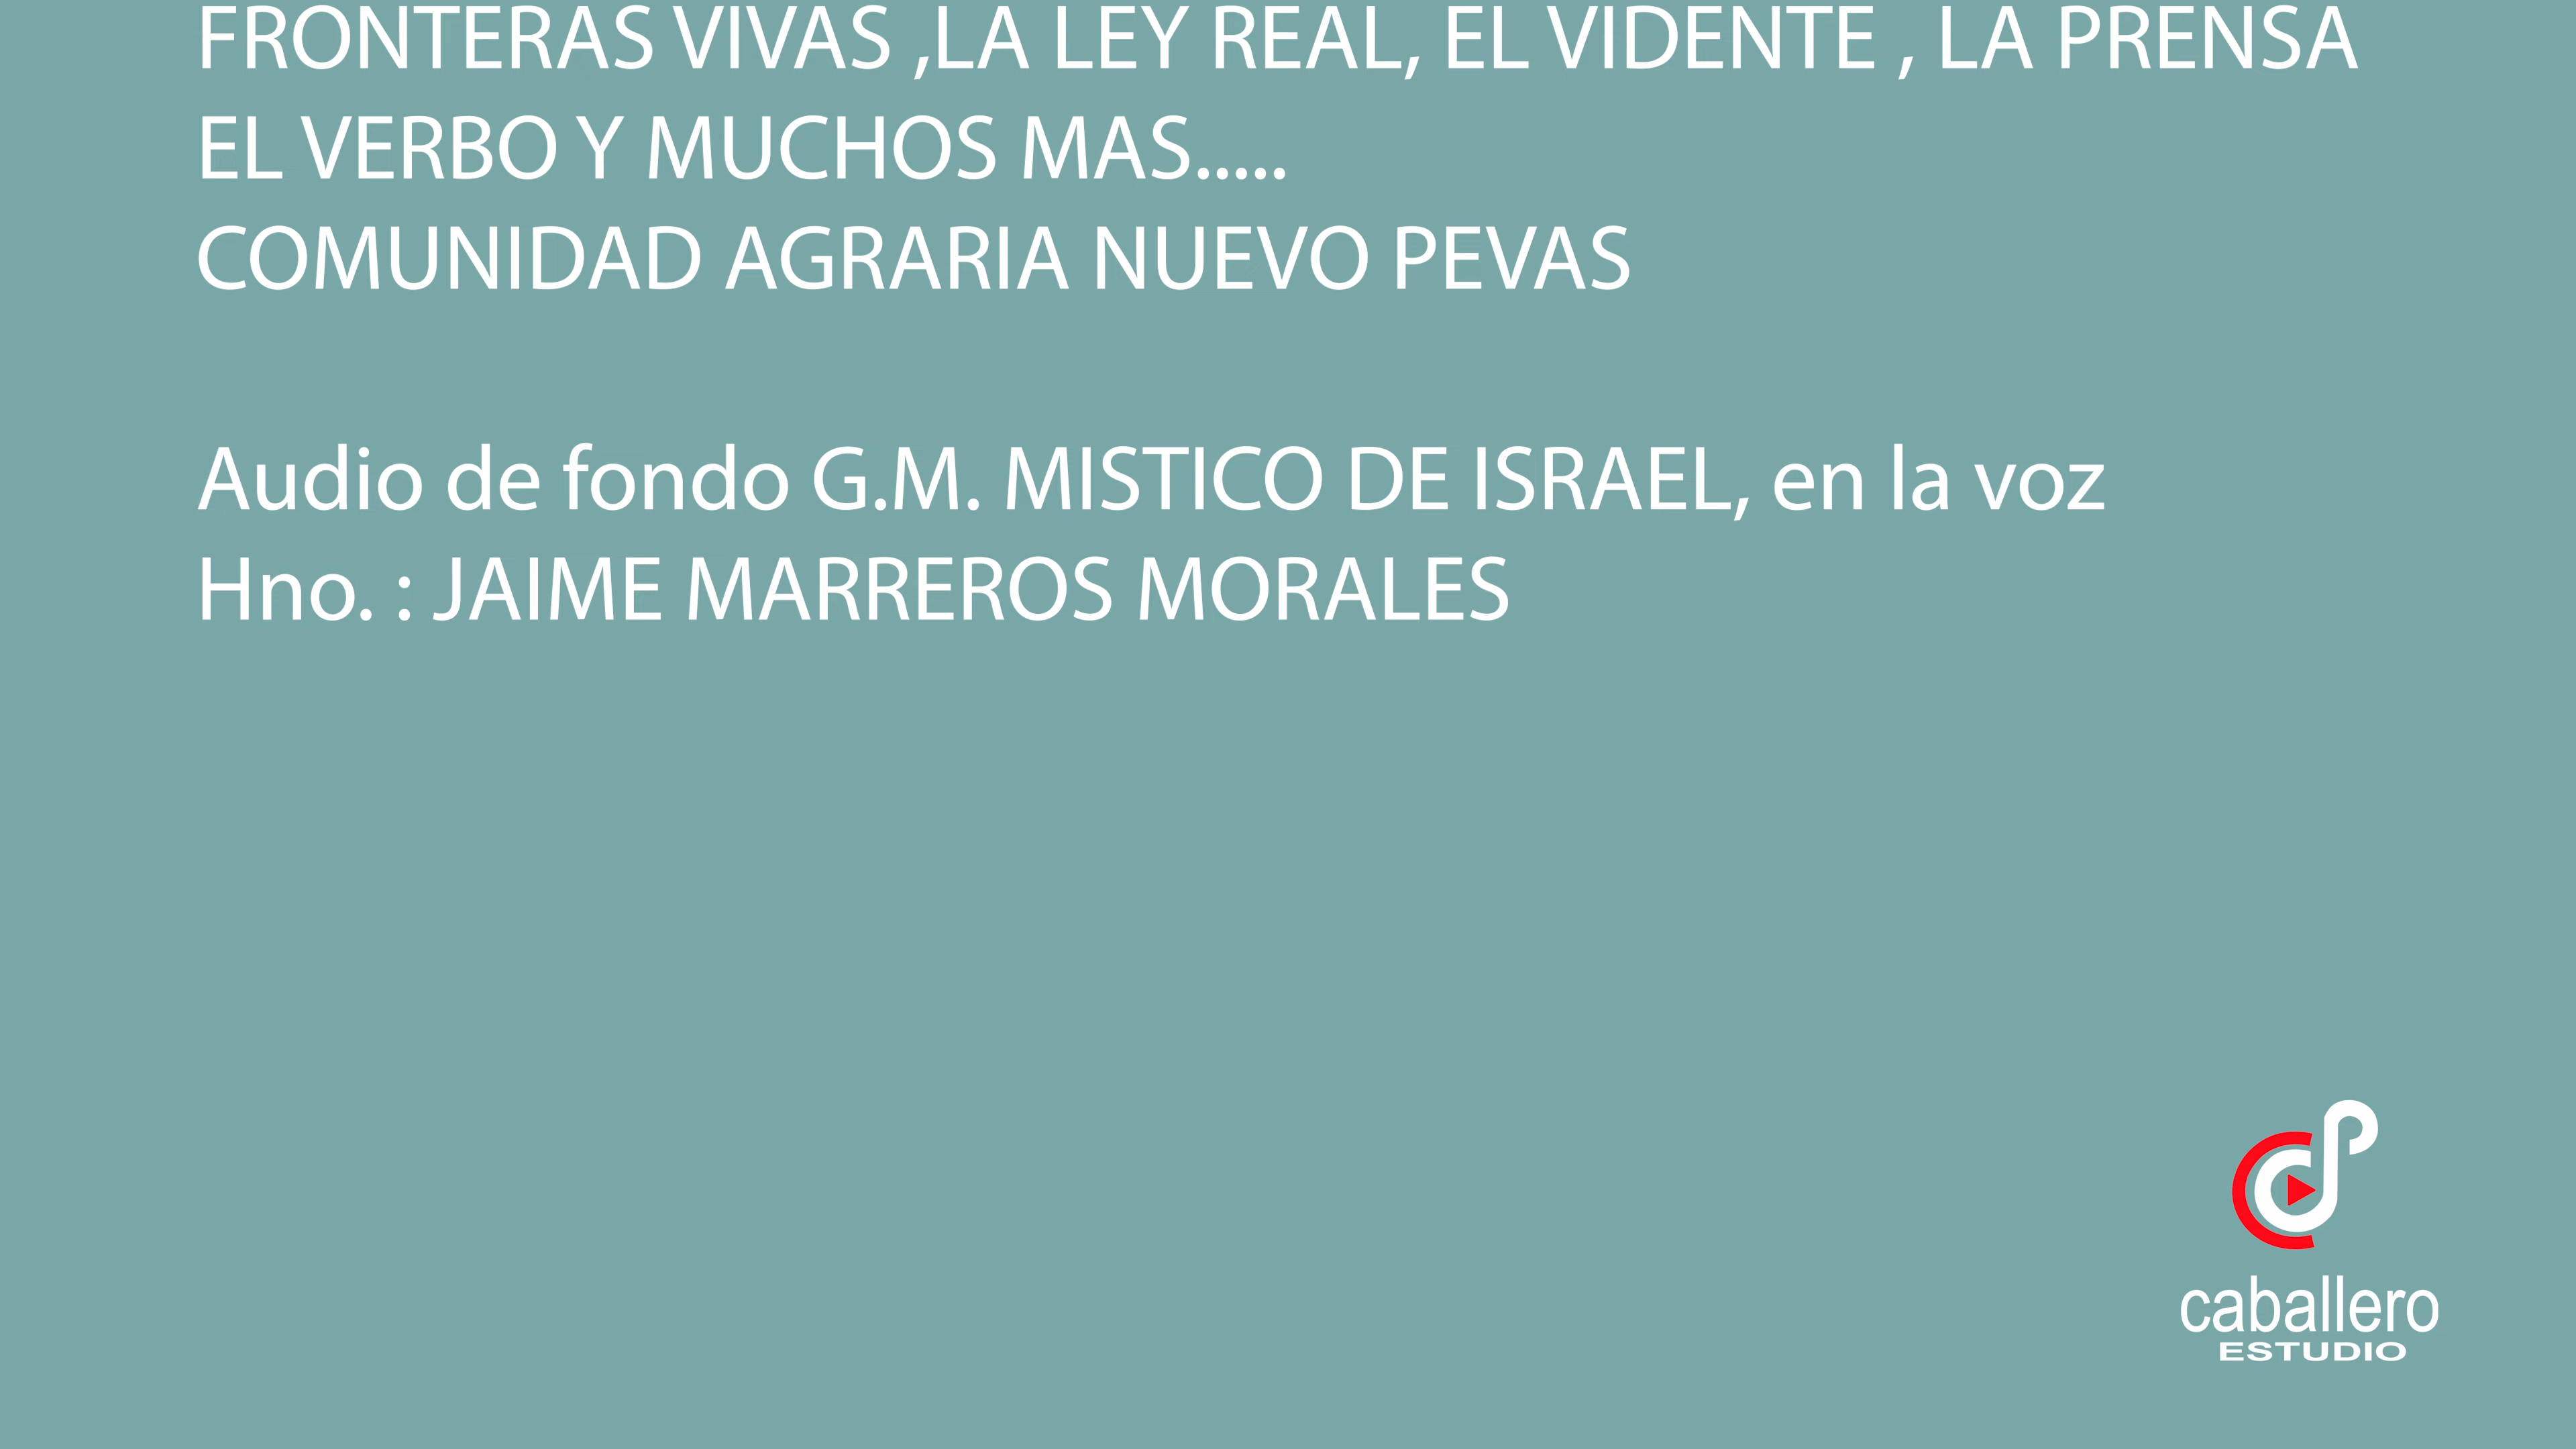 FRONTERAS VIVAS ,LA LEY REAL, EL VIDENTE , LA PRENSA
EL VERBO Y MUCHOS MAS.....
COMUNIDAD AGRARIA NUEVO PEVAS
Audio de fondo G.M. MISTICO DE ISRAEL, en la voz
Hno. : JAIME MARREROS MORALES
caballero
ESTUDIO